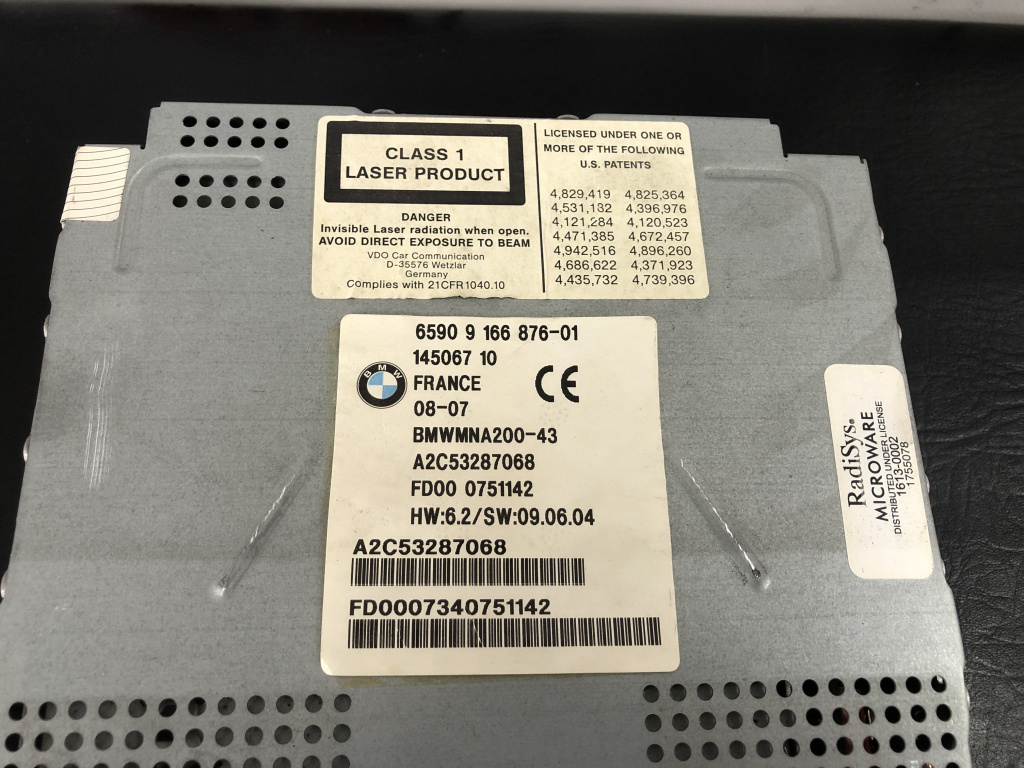 CLASS 1
LASER PRODUCT
DANGER
Invisible Laser radiation when open.
AVOID DIRECT EXPOSURE TO BEAM
VDO Car Communication
D-35576 Wetzlar
Germany
Complies with 21CFR1040.10
LICENSED UNDER ONE OR
MORE OF THE FOLLOWING
U.S. PATENTS
4,829,419 4,825,364
4,531,182 4,396,976
4,121,284 4,120,523
4,471,385 4,672,457
4,942,516 4,896,260
4,686,622 4,371,923
4,435,732 4,739,396
6590 9 166 876-01
145067 10
BMW
FRANCE
CE
08-07
BMWMNA200-43
A2C53287068
FD00 0751142
HW:6.2/SW:09.06.04
A2C53287068
FD0007340751142
RadiSys®
MICROWARE
DISTRIBUTED UNDER LICENSE
1613-0002
1755078